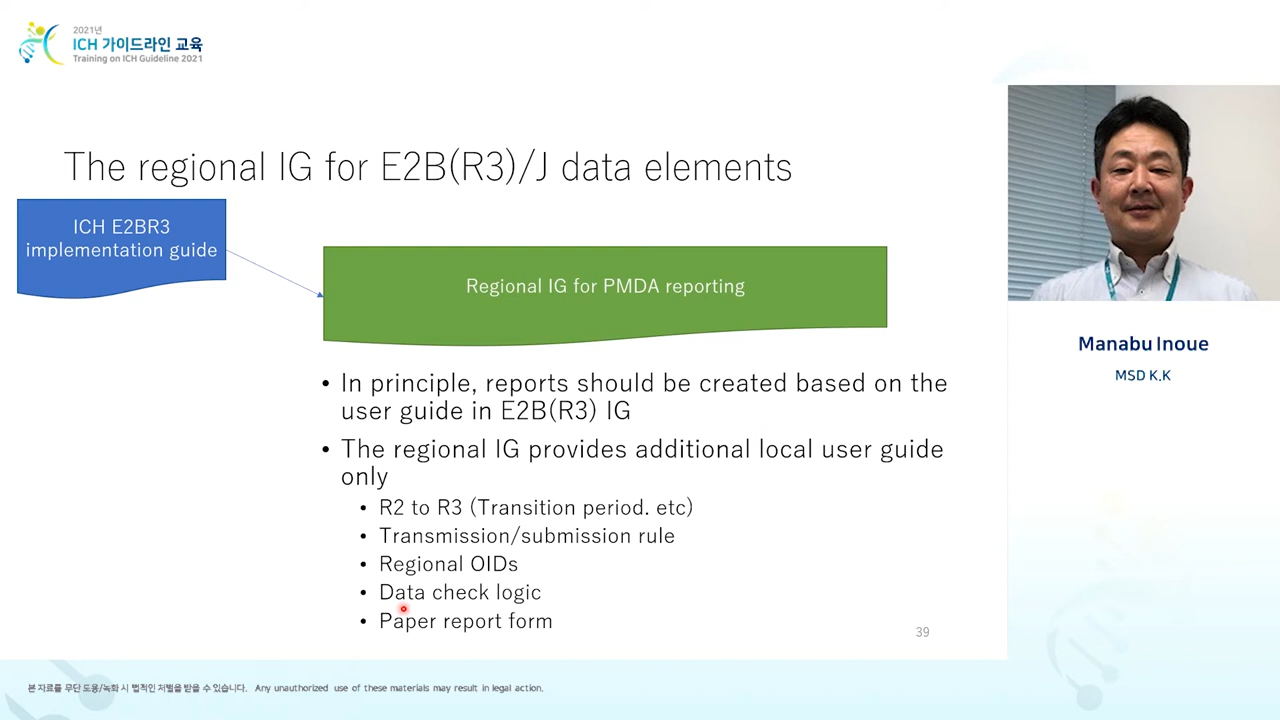 2021년
ICH 가이드라인 교육
Training on ICH Guideline 2021
The regional IG for E2B(R3)/J data elements
ICH E2BR3
implementation guide
Regional IG for PMDA reporting
• In principle, reports should be created based on the
user guide in E2B(R3) IG
• The regional IG provides additional local user guide
only
• R2 to R3 (Transition period. etc)
• Transmission/submission rule
• Regional OIDs
• Data check logic
• Paper report form
39
Manabu Inoue
MSD K.K
본 자료를 무단 도용/녹화 시 법적인 처벌을 받을 수 있습니다. Any unauthorized use of these materials may result in legal action.